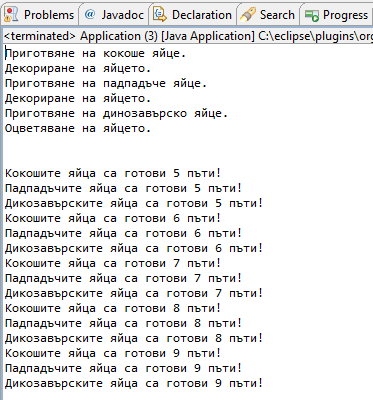 Problems @ Javadoc Declaration Search Progress
<terminated> Application (3) [Java Application] C:\eclipse\plugins\org
Приготвяне на кокоше яйце.
Декориране на яйцето.
Приготвяне на падпадъче яйце.
Декориране на яйцето.
Приготвяне на динозавърско яйце.
Оцветяване на яйцето.
Кокошите яйца са готови 5 пъти!
Падпадъчите яйца са готови 5 пъти!
Дикозавърските яйца са готови 5 пъти!
Кокошите яйца са готови 6 пъти!
Падпадъчите яйца са готови 6 пъти!
Дикозавърските яйца са готови 6 пъти!
Кокошите яйца са готови 7 пъти!
Падпадъчите яйца са готови 7 пъти!
Дикозавърските яйца са готови 7 пъти!
Кокошите яйца са готови 8 пъти!
Падпадъчите яйца са готови 8 пъти!
Дикозавърските яйца са готови 8 пъти!
Кокошите яйца са готови 9 пъти!
Падпадъчите яйца са готови 9 пъти!
Дикозавърските яйца са готови 9 пъти!